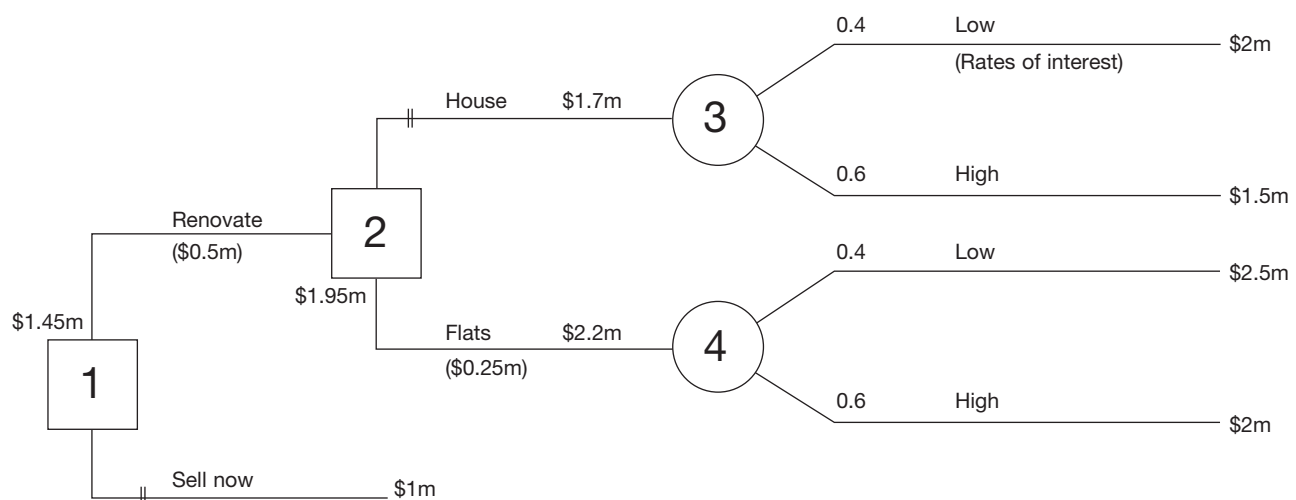 0.4 Low $2m
(Rates of interest)
House $1.7m
3
0.6 High $1.5m
Renovate
($0.5m)
2
0.4 Low $2.5m
$1.95m
$1.45m
Flats $2.2m
($0.25m)
4
1
0.6 High $2m
Sell now $1m